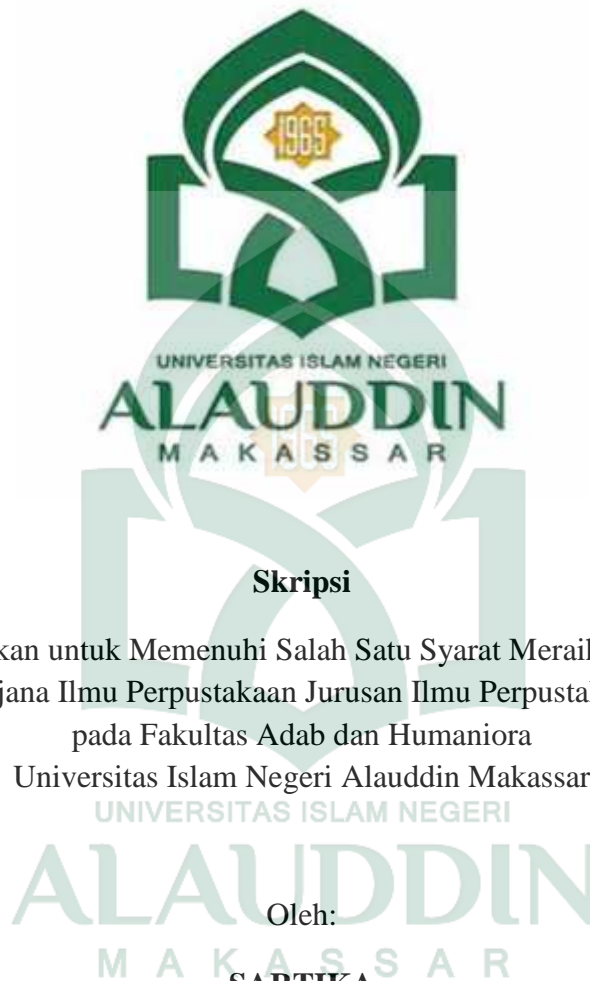 1965
UNIVERSITAS ISLAM NEGERI
ALAUDDIN
MAKASSAR
Skripsi
untuk Memenuhi Salah Satu Syarat
Ilmu Perpustakaan Jurusan Ilmu
pada Fakultas Adab dan Humaniora
Universitas Islam Negeri Alauddin Makassar
UNIVERSITAS ISLAM NEGERI
ALAUDDIN
Oleh:
MAKASSAR